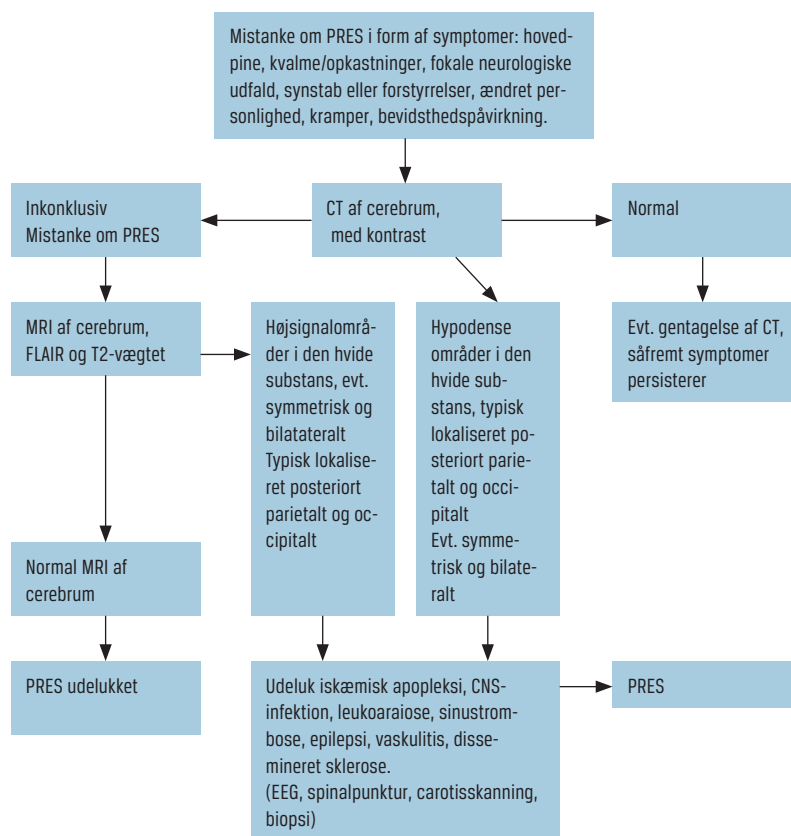 Mistanke om PRES i form af symptomer: hoved-
pine, kvalme/opkastninger, fokale neurologiske
udfald, synstab eller forstyrrelser, ændret per-
sonlighed, kramper, bevidsthedspåvirkning.
Inkonklusiv
Mistanke om PRES
CT af cerebrum,
med kontrast
Normal
MRI af cerebrum,
FLAIR og T2-vægtet
Højsignalområ-
der i den hvide
substans, evt.
symmetrisk og
bilatateralt
Typisk lokalise-
ret posteriort
parietalt og oc-
cipitalt
Hypodense
områder i den
hvide sub-
stans, typisk
lokaliseret po-
steriort parie-
talt og occi-
pitalt
Evt. symme-
trisk og bilate-
ralt
Evt. gentagelse af CT,
såfremt symptomer
persisterer
Normal MRI af
cerebrum
PRES udelukket
Udeluk iskæmisk apopleksi, CNS-
infektion, leukoaraiose, sinustrom-
bose, epilepsi, vaskulitis, disse-
mineret sklerose.
(EEG, spinalpunktur, carotisskanning,
biopsi)
PRES